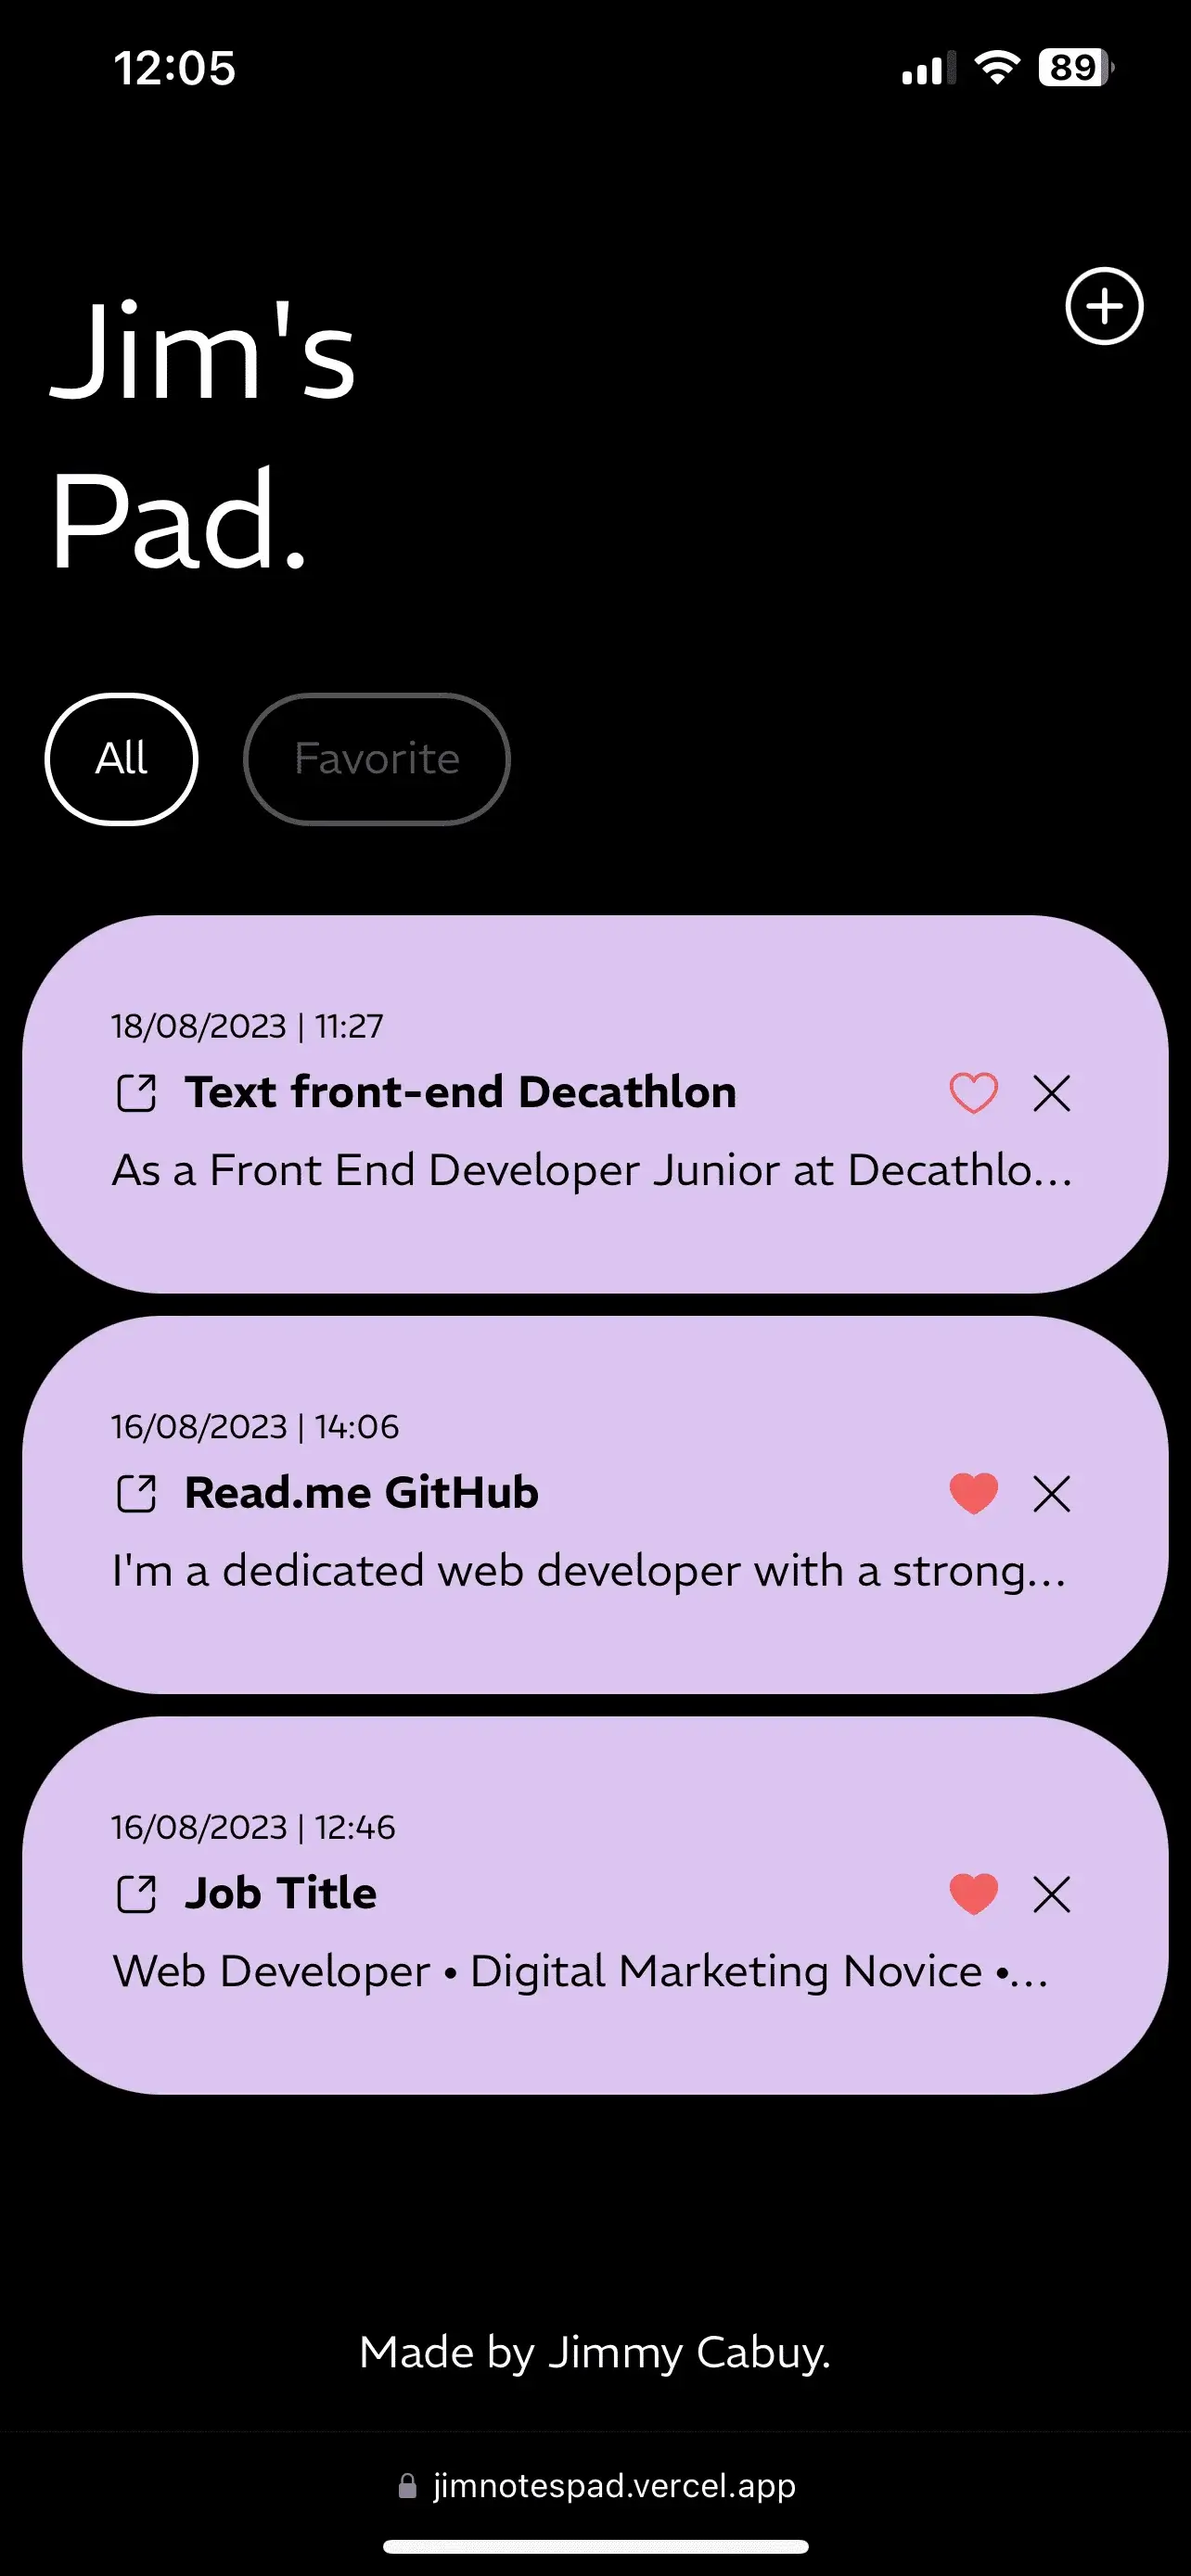 12:05
89
Jim's
Pad.
All
Favorite
18/08/2023 | 11:27
Text front-end Decathlon
As a Front End Developer Junior at Decathlo...
16/08/2023 | 14:06
Read.me GitHub
I'm a dedicated web developer with a strong...
16/08/2023 | 12:46
Job Title
Web Developer • Digital Marketing Novice •...
Made by Jimmy Cabuy.
jimnotespad.vercel.app